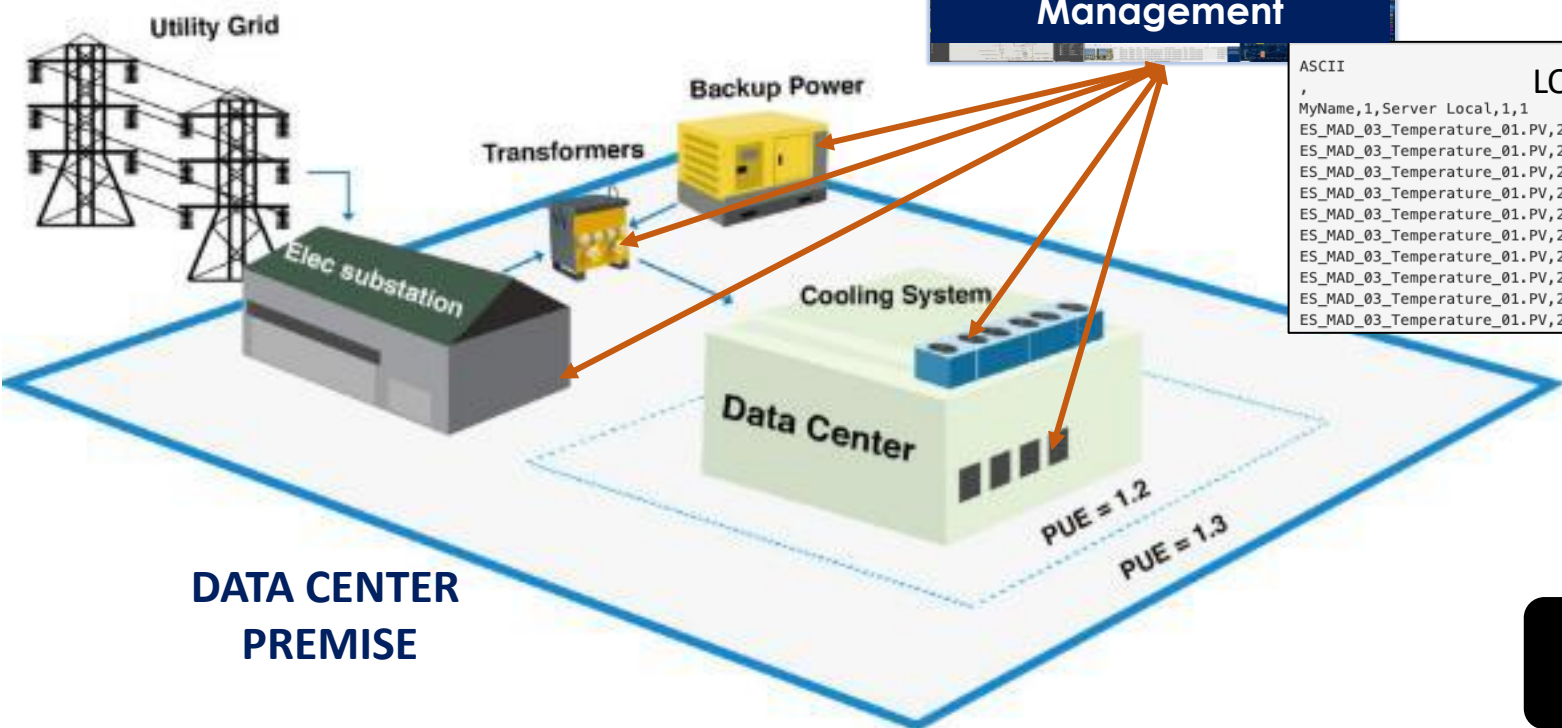 Management
Utility Grid
Backup Power
Transformers
Elec substation
Cooling System
Data Center
PUE = 1.2
PUE = 1.3
DATA CENTER
PREMISE
ASCII
,
LO
MyName,1,Server Local,1,1
ES_MAD_03_Temperature_01.PV,2
ES_MAD_03_Temperature_01.PV,2
ES_MAD_03_Temperature_01.PV,2
ES_MAD_03_Temperature_01.PV,2
ES_MAD_03_Temperature_01.PV,2
ES_MAD_03_Temperature_01.PV,2
ES_MAD_03_Temperature_01.PV,2
ES_MAD_03_Temperature_01.PV,2
ES_MAD_03_Temperature_01.PV,2
ES_MAD_03_Temperature_01.PV,2